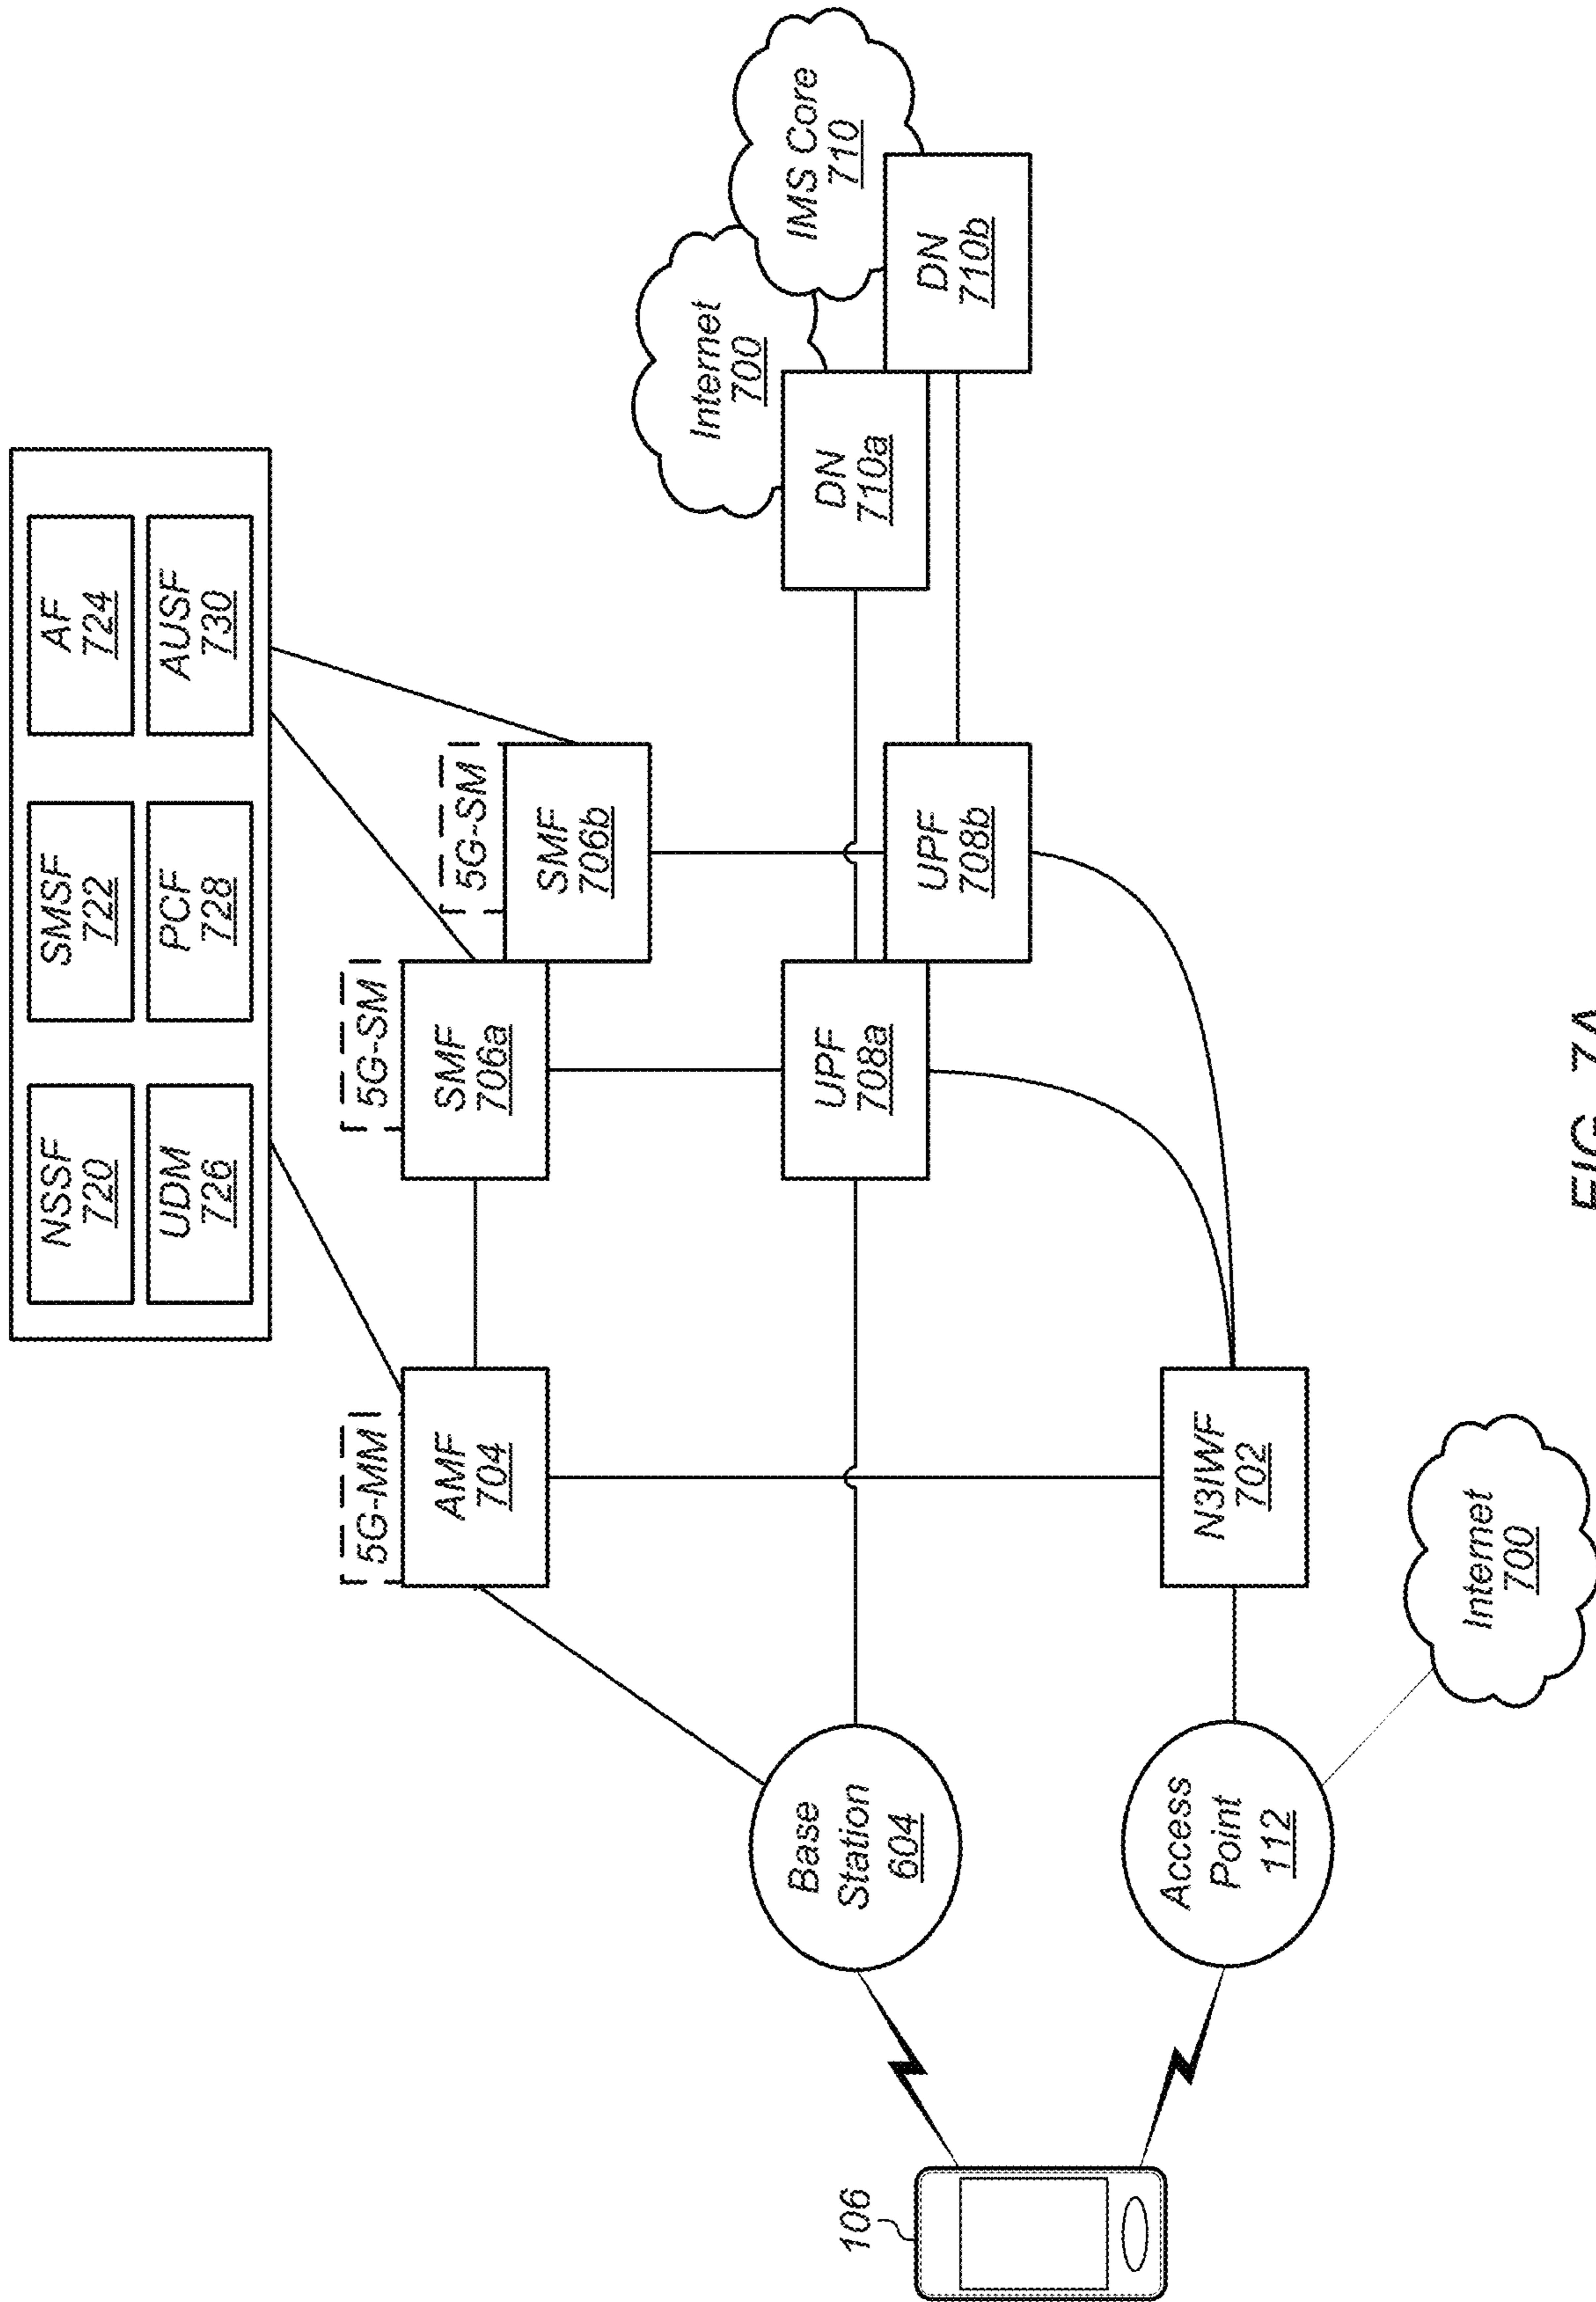 NSSF
720
SMSF
722
AF
724
UDM
726
PCF
728
AUSF
730
5G-MM
AMF
704
5G-SM
SMF
706a
5G-SM
SMF
706b
Internet
700
IMS Core
710
106
Base
Station
604
UPF
708a
UPF
708b
DN
710a
DN
710b
Access
Point
112
N3IWF
702
Internet
700
FIG. 7A